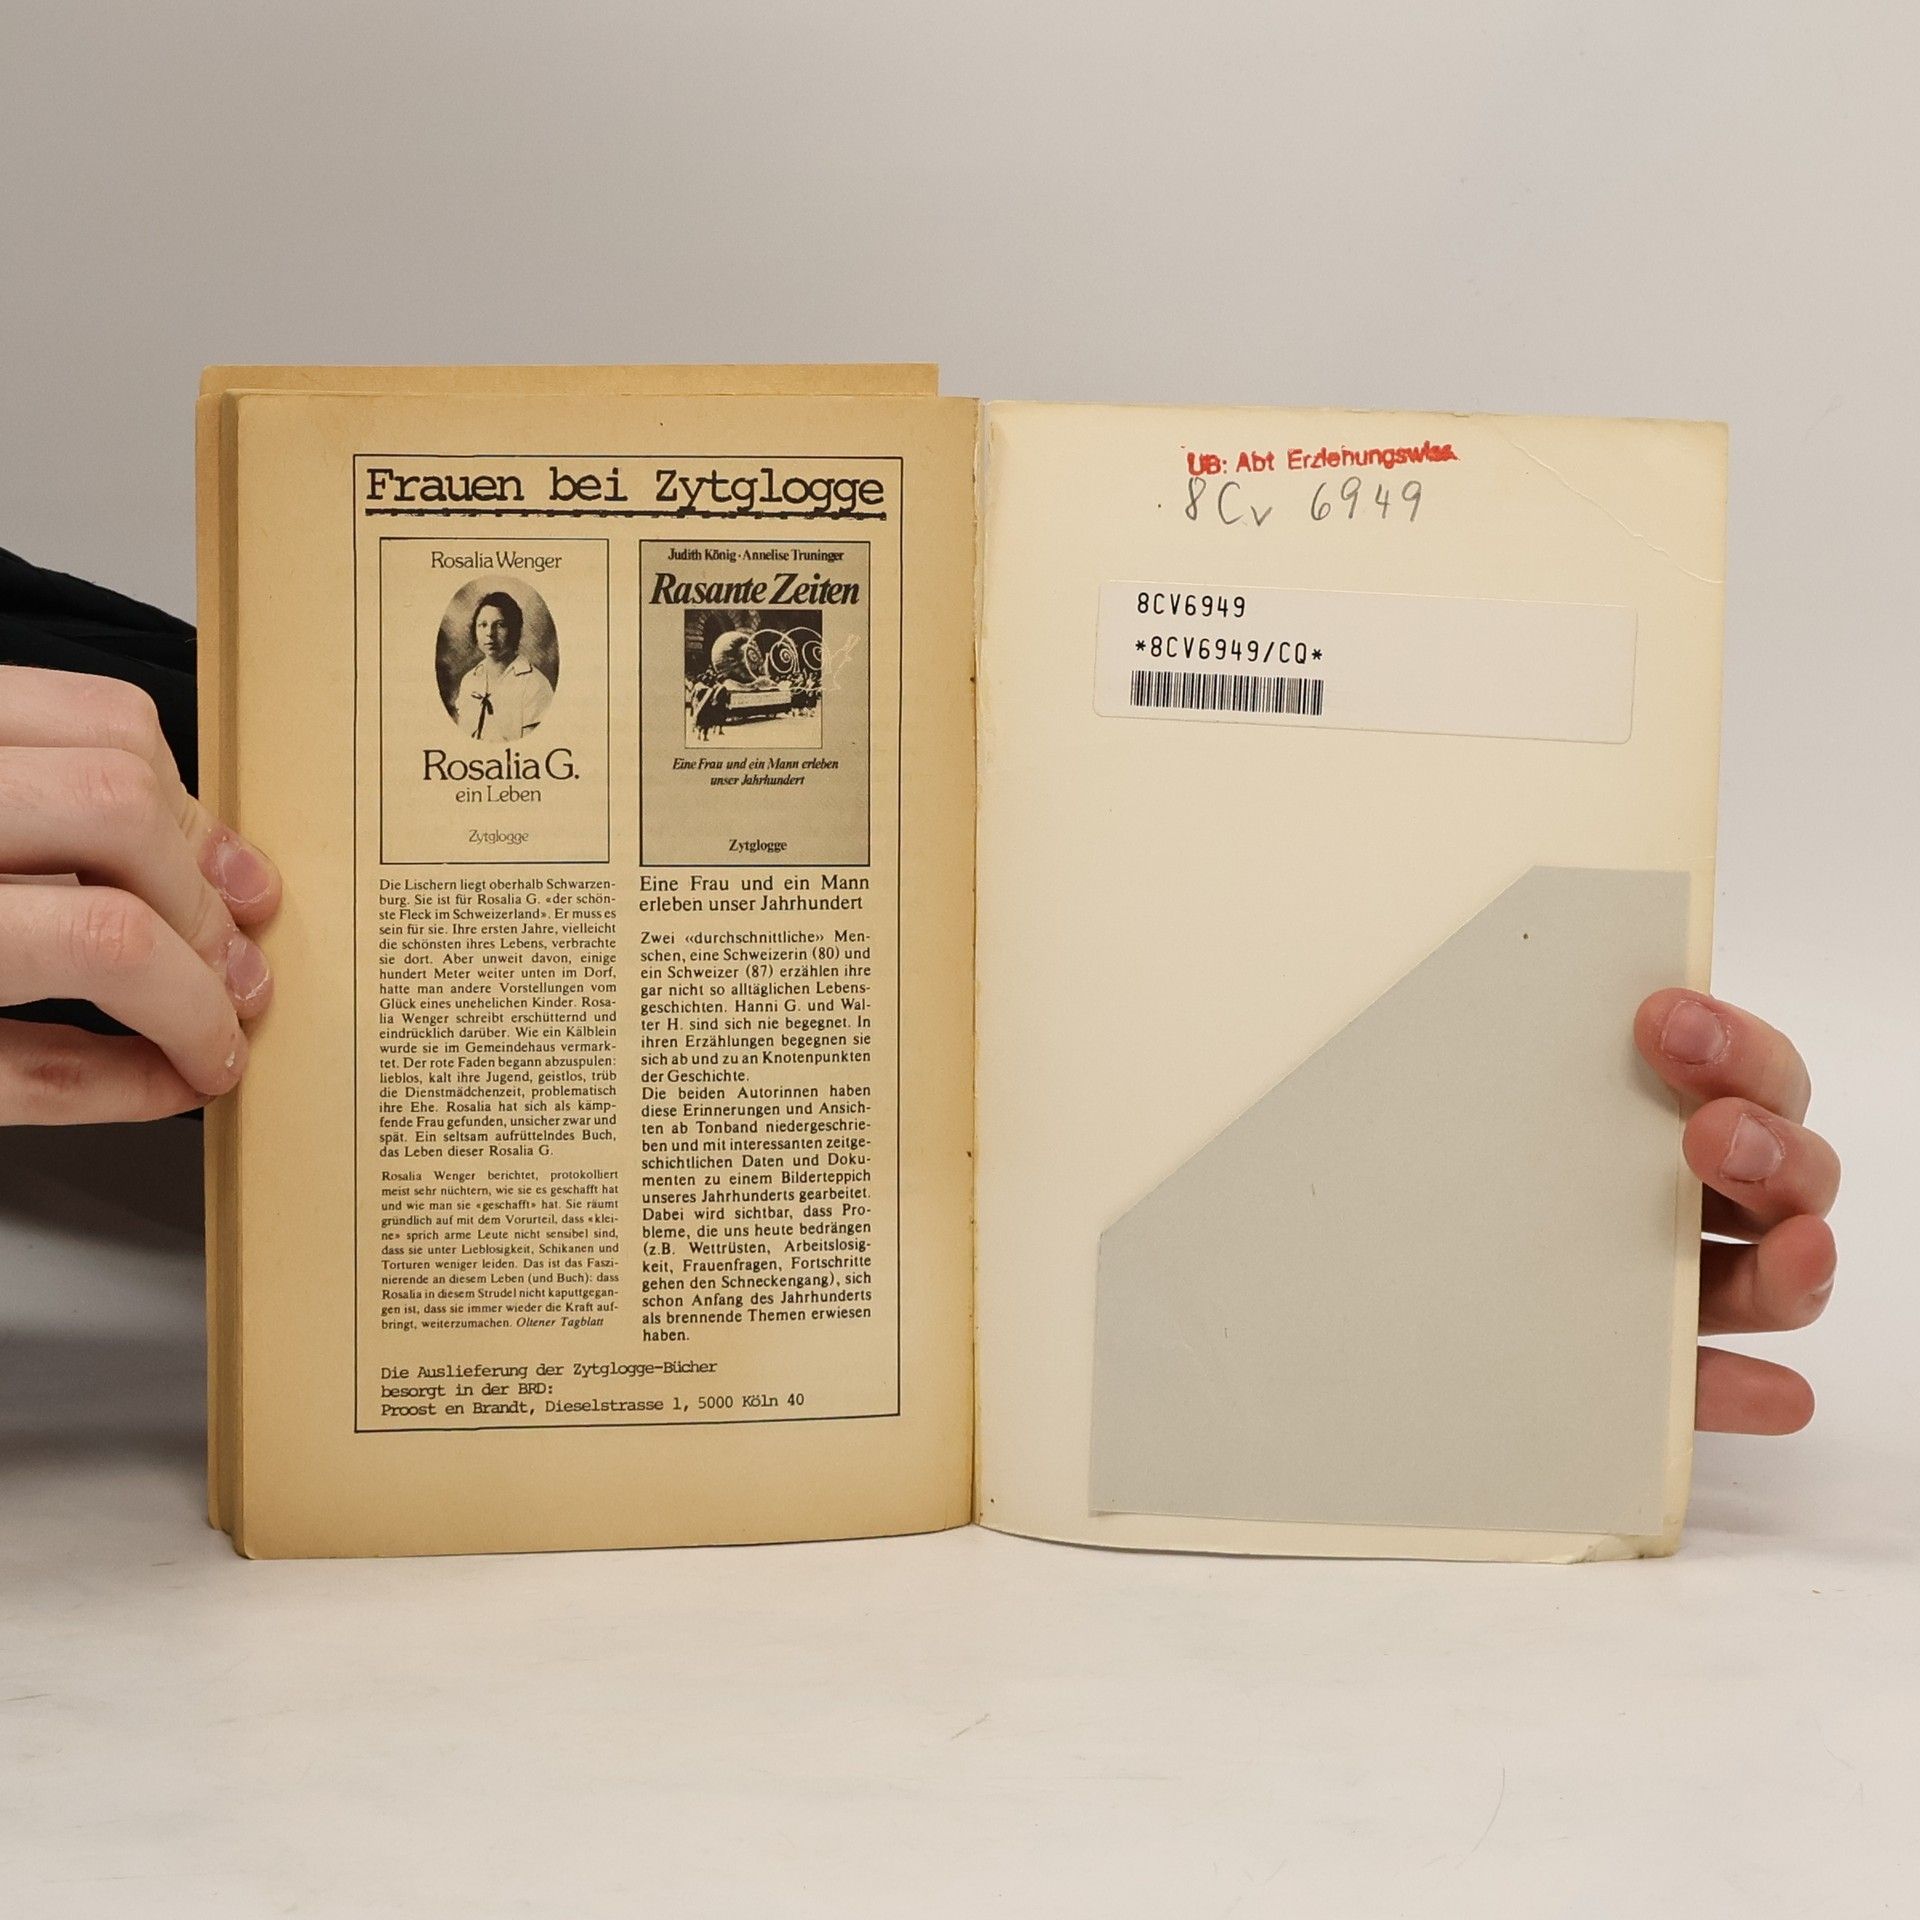 Frauen bei Zytglogge
Rosalia Wenger
Rosalia G.
ein Leben
Zytglogge
Die Lischern liegt oberhalb Schwarzen-
burg. Sie ist für Rosalia G. «der schön-
ste Fleck im Schweizerland». Er muss es
sein für sie. Ihre ersten Jahre, vielleicht
die schönsten ihres Lebens, verbrachte
sie dort. Aber unweit davon, einige
hundert Meter weiter unten im Dorf,
hatte man andere Vorstellungen vom
Glück eines unehelichen Kinder. Rosa-
lia Wenger schreibt erschütternd und
eindrücklich darüber. Wie ein Kälblein
wurde sie im Gemeindehaus vermark-
tet. Der rote Faden begann abzuspulen:
lieblos, kalt ihre Jugend, geistlos, trüb
die Dienstmädchenzeit, problematisch
ihre Ehe. Rosalia hat sich als kämp-
fende Frau gefunden, unsicher zwar und
spät. Ein seltsam aufrüttelndes Buch,
das Leben dieser Rosalia G.
Rosalia Wenger berichtet, protokolliert
meist sehr nüchtern, wie sie es geschafft hat
und wie man sie «geschafft» hat. Sie räumt
gründlich auf mit dem Vorurteil, dass «klei-
ne» sprich arme Leute nicht sensibel sind,
dass sie unter Lieblosigkeit, Schikanen und
Torturen weniger leiden. Das ist das Faszi-
nierende an diesem Leben (und Buch): dass
Rosalia in diesem Strudel nicht kaputtgegan-
gen ist, dass sie immer wieder die Kraft auf-
bringt, weiterzumachen. Oltener Tagblatt
Judith König · Annelise Truninger
Rasante Zeiten
Eine Frau und ein Mann erleben
unser Jahrhundert
Zytglogge
Eine Frau und ein Mann
erleben unser Jahrhundert
Zwei «durchschnittliche» Men-
schen, eine Schweizerin (80) und
ein Schweizer (87) erzählen ihre
gar nicht so alltäglichen Lebens-
geschichten. Hanni G. und Wal-
ter H. sind sich nie begegnet. In
ihren Erzählungen begegnen sie
sich ab und zu an Knotenpunkten
der Geschichte.
Die beiden Autorinnen haben
diese Erinnerungen und Ansich-
ten ab Tonband niedergeschrie-
ben und mit interessanten zeitge-
schichtlichen Daten und Doku-
menten zu einem Bilderteppich
unseres Jahrhunderts gearbeitet.
Dabei wird sichtbar, dass Pro-
bleme, die uns heute bedrängen
(z.B. Wettrüsten, Arbeitslosig-
keit, Frauenfragen, Fortschritte
gehen den Schneckengang), sich
schon Anfang des Jahrhunderts
als brennende Themen erwiesen
haben.
Die Auslieferung der Zytglogge-Bücher
besorgt in der BRD:
Proost en Brandt, Dieselstrasse 1, 5000 Köln 40
UB: Abt Erziehungswiss.
8Cv 6949
8CV6949
*8CV6949/CQ*